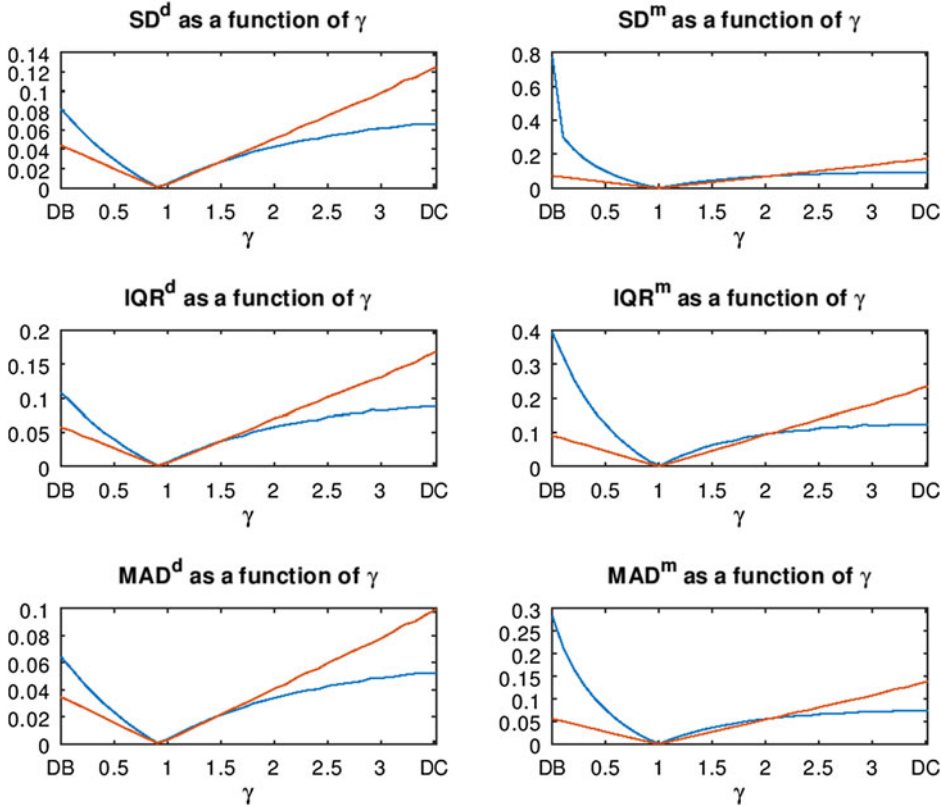 SD^d as a function of γ
0.14
0.12
0.1
0.08
0.06
0.04
0.02
0
DB 0.5 1 1.5 2 2.5 3 DC
γ
SD^m as a function of γ
0.8
0.6
0.4
0.2
0
DB 0.5 1 1.5 2 2.5 3 DC
γ
IQR^d as a function of γ
0.2
0.15
0.1
0.05
0
DB 0.5 1 1.5 2 2.5 3 DC
γ
IQR^m as a function of γ
0.4
0.3
0.2
0.1
0
DB 0.5 1 1.5 2 2.5 3 DC
γ
MAD^d as a function of γ
0.1
0.08
0.06
0.04
0.02
0
DB 0.5 1 1.5 2 2.5 3 DC
γ
MAD^m as a function of γ
0.3
0.25
0.2
0.15
0.1
0.05
0
DB 0.5 1 1.5 2 2.5 3 DC
γ